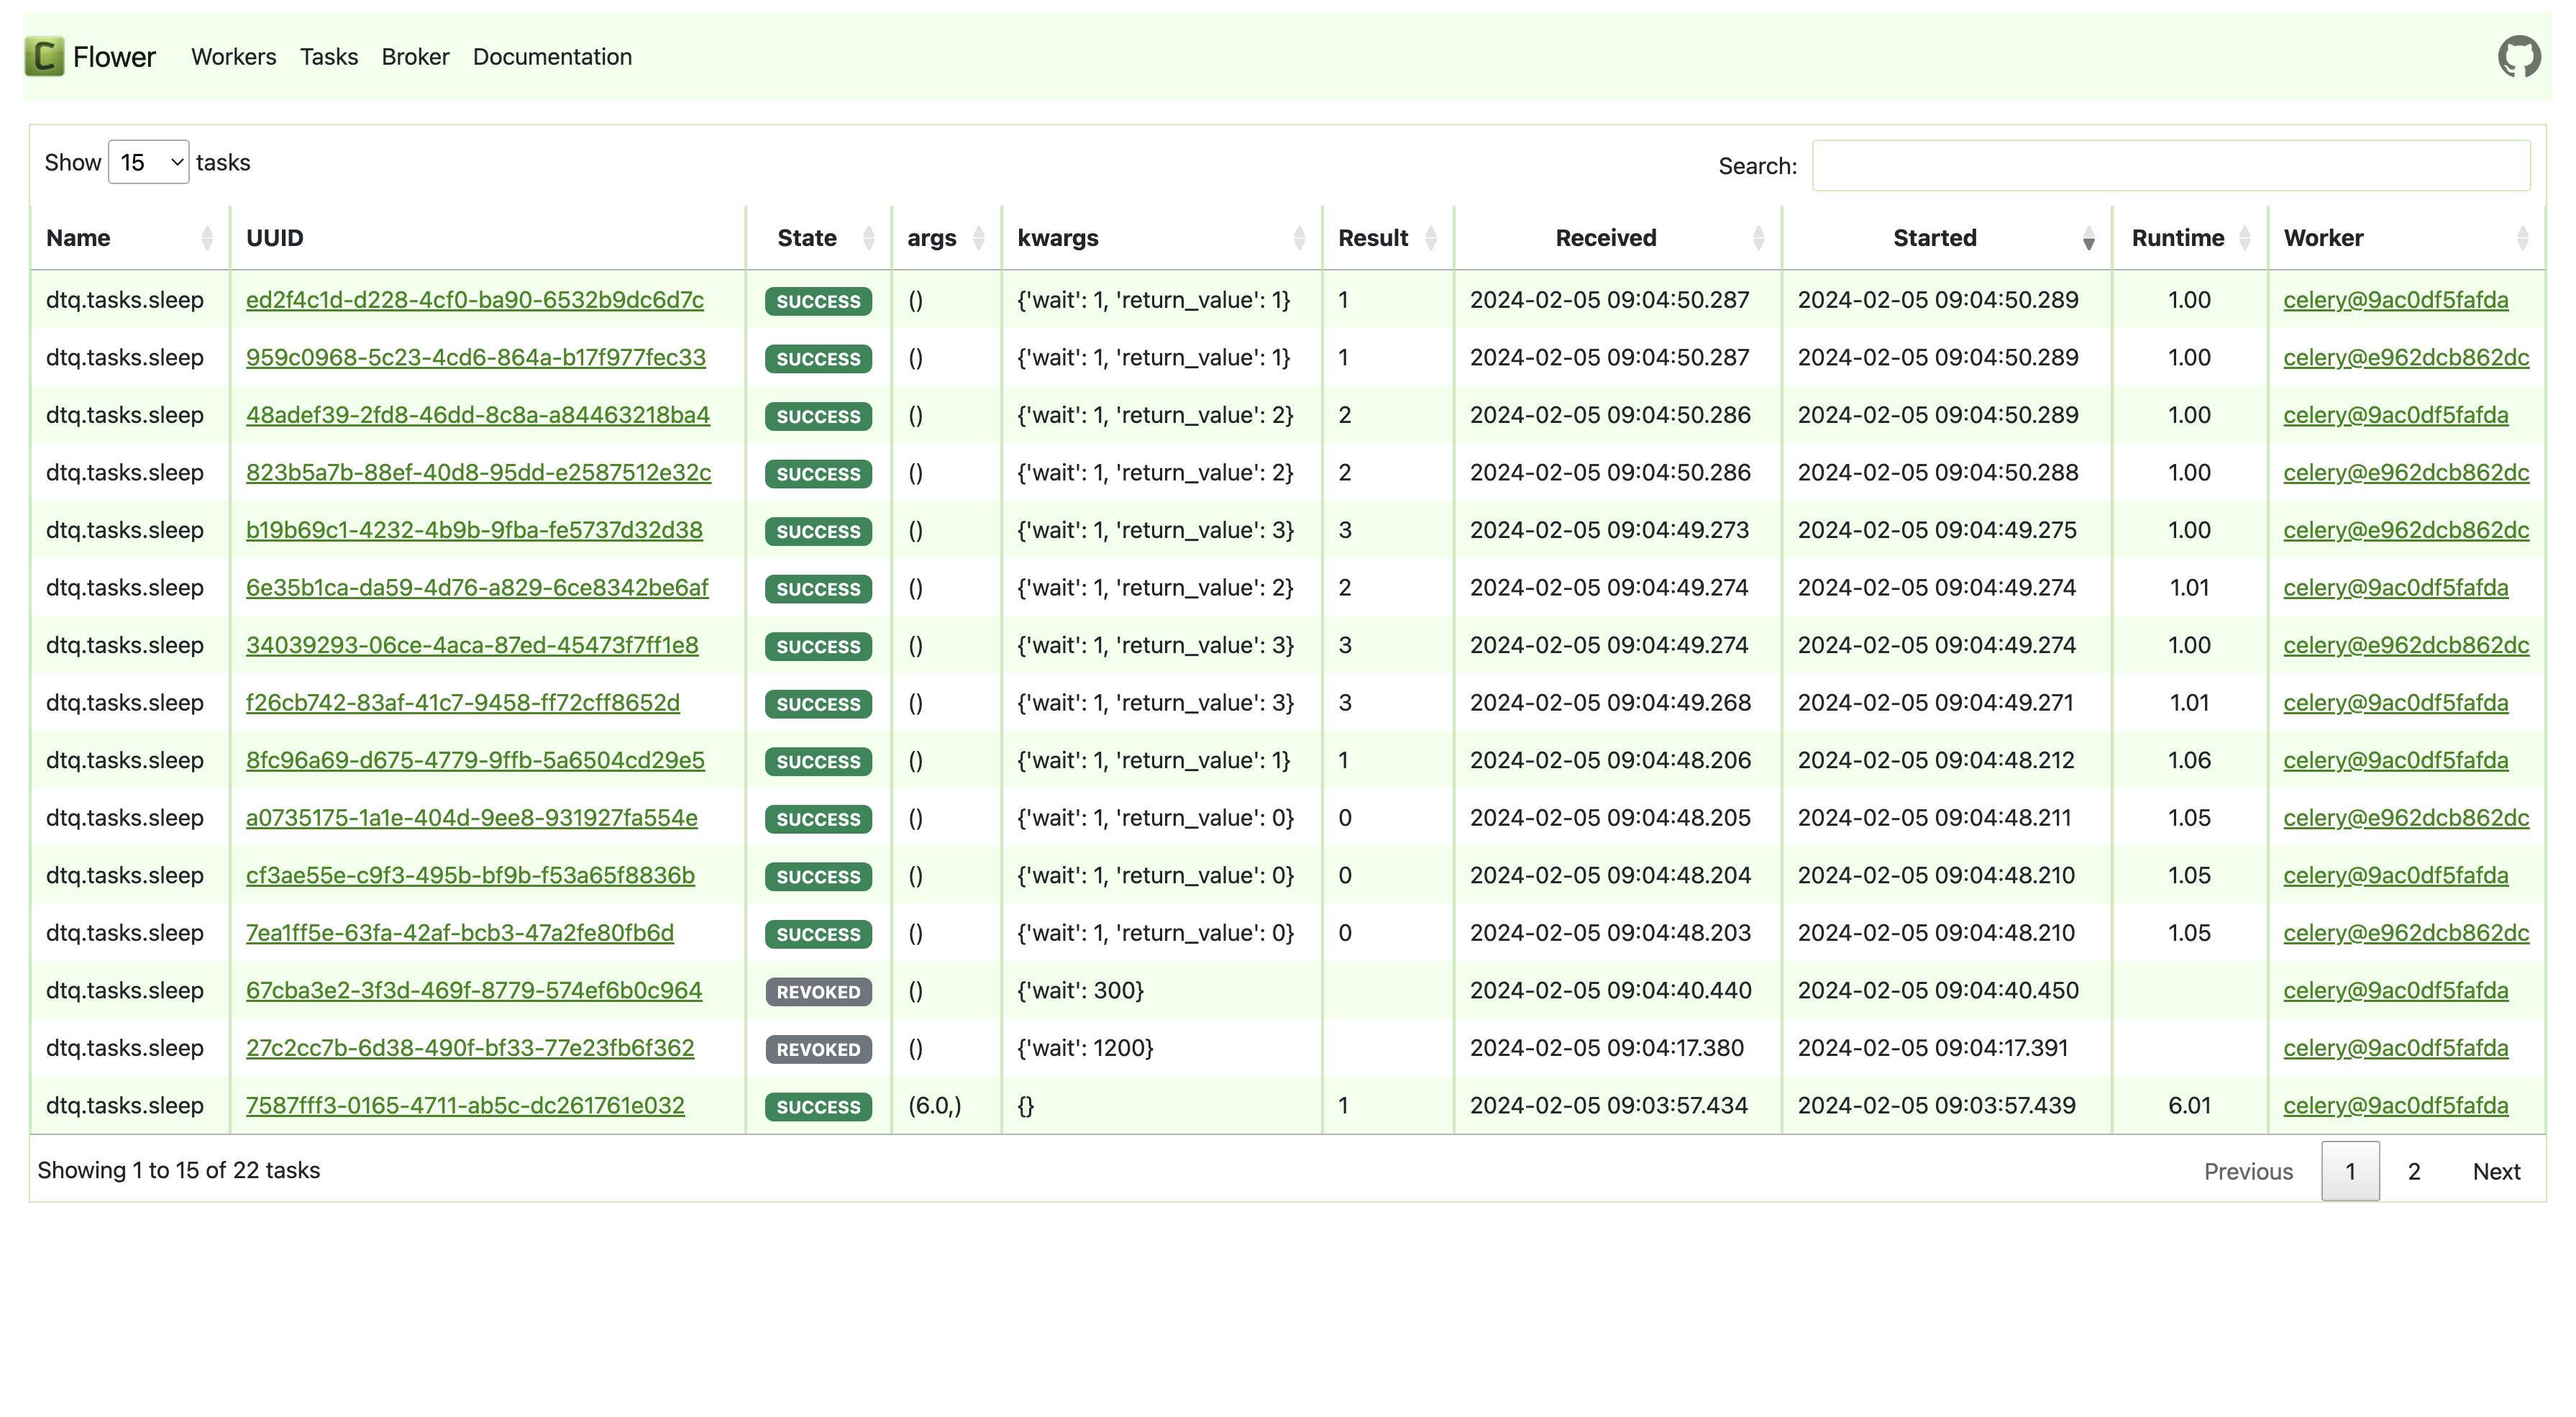 Flower Workers Tasks Broker Documentation
Show 15 tasks Search:
Name UUID State args kwargs Result Received Started Runtime Worker
dtq.tasks.sleep ed2f4c1d-d228-4cf0-ba90-6532b9dc6d7c SUCCESS () {'wait': 1, 'return_value': 1} 1 2024-02-05 09:04:50.287 2024-02-05 09:04:50.289 1.00 celery@9ac0df5fafda
dtq.tasks.sleep 959c0968-5c23-4cd6-864a-b17f977fec33 SUCCESS () {'wait': 1, 'return_value': 1} 1 2024-02-05 09:04:50.287 2024-02-05 09:04:50.289 1.00 celery@e962dcb862dc
dtq.tasks.sleep 48adef39-2fd8-46dd-8c8a-a84463218ba4 SUCCESS () {'wait': 1, 'return_value': 2} 2 2024-02-05 09:04:50.286 2024-02-05 09:04:50.289 1.00 celery@9ac0df5fafda
dtq.tasks.sleep 823b5a7b-88ef-40d8-95dd-e2587512e32c SUCCESS () {'wait': 1, 'return_value': 2} 2 2024-02-05 09:04:50.286 2024-02-05 09:04:50.288 1.00 celery@e962dcb862dc
dtq.tasks.sleep b19b69c1-4232-4b9b-9fba-fe5737d32d38 SUCCESS () {'wait': 1, 'return_value': 3} 3 2024-02-05 09:04:49.273 2024-02-05 09:04:49.275 1.00 celery@e962dcb862dc
dtq.tasks.sleep 6e35b1ca-da59-4d76-a829-6ce8342be6af SUCCESS () {'wait': 1, 'return_value': 2} 2 2024-02-05 09:04:49.274 2024-02-05 09:04:49.274 1.01 celery@9ac0df5fafda
dtq.tasks.sleep 34039293-06ce-4aca-87ed-45473f7ff1e8 SUCCESS () {'wait': 1, 'return_value': 3} 3 2024-02-05 09:04:49.274 2024-02-05 09:04:49.274 1.00 celery@e962dcb862dc
dtq.tasks.sleep f26cb742-83af-41c7-9458-ff72cff8652d SUCCESS () {'wait': 1, 'return_value': 3} 3 2024-02-05 09:04:49.268 2024-02-05 09:04:49.271 1.01 celery@9ac0df5fafda
dtq.tasks.sleep 8fc96a69-d675-4779-9ffb-5a6504cd29e5 SUCCESS () {'wait': 1, 'return_value': 1} 1 2024-02-05 09:04:48.206 2024-02-05 09:04:48.212 1.06 celery@9ac0df5fafda
dtq.tasks.sleep a0735175-1a1e-404d-9ee8-931927fa554e SUCCESS () {'wait': 1, 'return_value': 0} 0 2024-02-05 09:04:48.205 2024-02-05 09:04:48.211 1.05 celery@e962dcb862dc
dtq.tasks.sleep cf3ae55e-c9f3-495b-bf9b-f53a65f8836b SUCCESS () {'wait': 1, 'return_value': 0} 0 2024-02-05 09:04:48.204 2024-02-05 09:04:48.210 1.05 celery@9ac0df5fafda
dtq.tasks.sleep 7ea1ff5e-63fa-42af-bcb3-47a2fe80fb6d SUCCESS () {'wait': 1, 'return_value': 0} 0 2024-02-05 09:04:48.203 2024-02-05 09:04:48.210 1.05 celery@e962dcb862dc
dtq.tasks.sleep 67cba3e2-3f3d-469f-8779-574ef6b0c964 REVOKED () {'wait': 300} 2024-02-05 09:04:40.440 2024-02-05 09:04:40.450 celery@9ac0df5fafda
dtq.tasks.sleep 27c2cc7b-6d38-490f-bf33-77e23fb6f362 REVOKED () {'wait': 1200} 2024-02-05 09:04:17.380 2024-02-05 09:04:17.391 celery@9ac0df5fafda
dtq.tasks.sleep 7587fff3-0165-4711-ab5c-dc261761e032 SUCCESS (6.0,) {} 1 2024-02-05 09:03:57.434 2024-02-05 09:03:57.439 6.01 celery@9ac0df5fafda
Showing 1 to 15 of 22 tasks Previous 1 2 Next